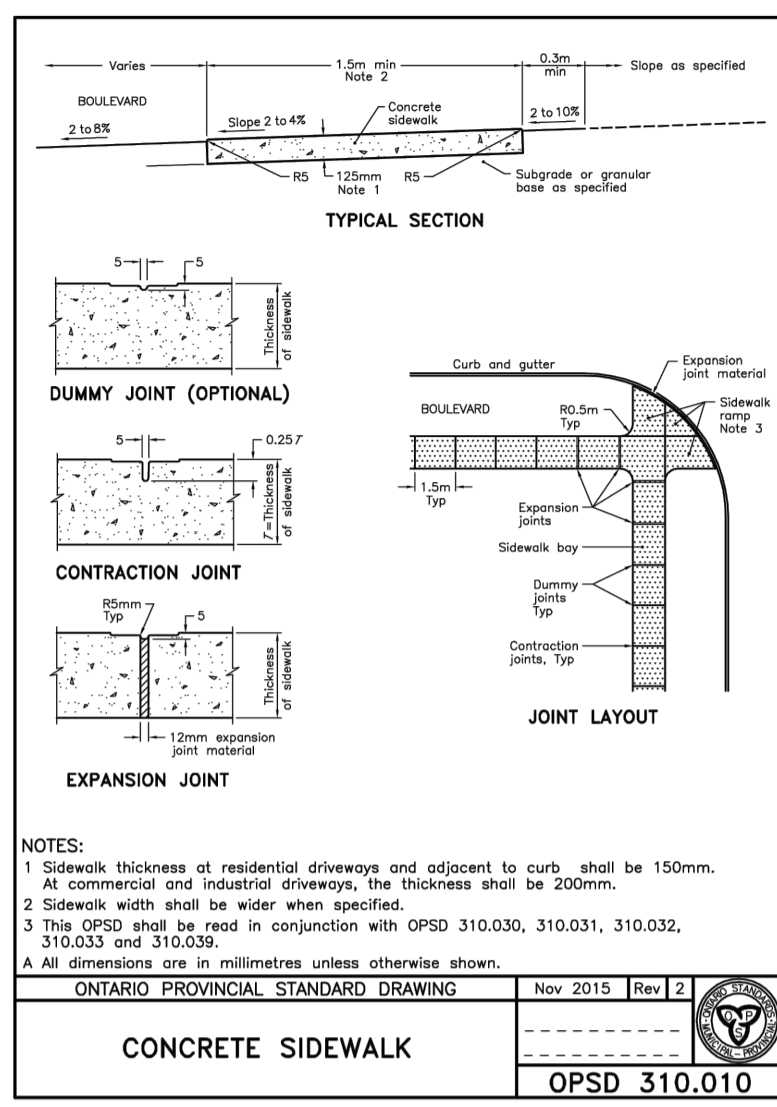 Varies
1.5m min
Note 2
0.3m
min
Slope as specified
BOULEVARD
2 to 8%
Slope 2 to 4%
Concrete
sidewalk
2 to 10%
R5
125mm
Note 1
R5
Subgrade or granular
base as specified
TYPICAL SECTION
5
5
Thickness
of sidewalk
DUMMY JOINT (OPTIONAL)
5
0.25T
T=Thickness
of sidewalk
CONTRACTION JOINT
R5mm
Typ
5
Thickness
of sidewalk
12mm expansion
joint material
EXPANSION JOINT
Curb and gutter
Expansion
joint material
BOULEVARD
R0.5m
Typ
Sidewalk
ramp
Note 3
1.5m
Typ
Expansion
joints
Sidewalk bay
Dummy
joints
Typ
Contraction
joints, Typ
JOINT LAYOUT
NOTES:
1 Sidewalk thickness at residential driveways and adjacent to curb shall be 150mm.
At commercial and industrial driveways, the thickness shall be 200mm.
2 Sidewalk width shall be wider when specified.
3 This OPSD shall be read in conjunction with OPSD 310.030, 310.031, 310.032,
310.033 and 310.039.
A All dimensions are in millimetres unless otherwise shown.
ONTARIO PROVINCIAL STANDARD DRAWING
Nov 2015 Rev 2
CONCRETE SIDEWALK
OPSD 310.010
ONTARIO STANDARDS
MUNICIPAL – PROVINCIAL
O P
S